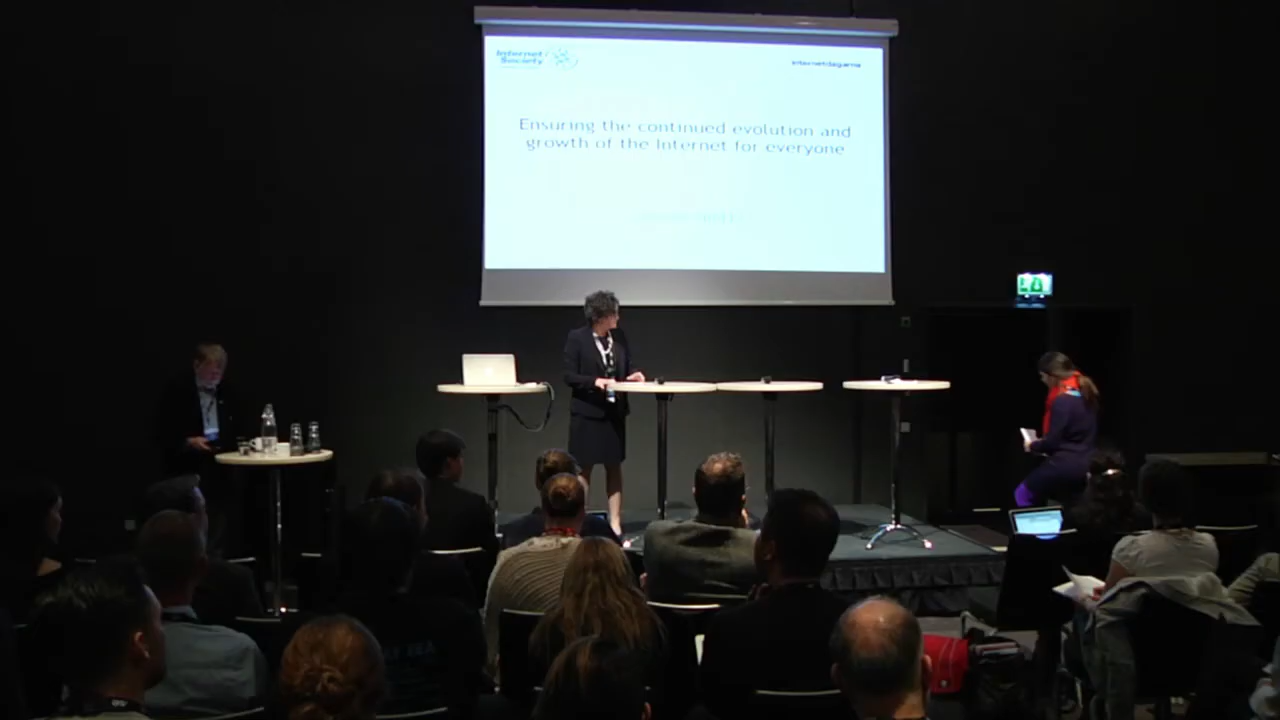 Internet
Society
internetdagarna
Ensuring the continued evolution and
growth of the Internet for everyone